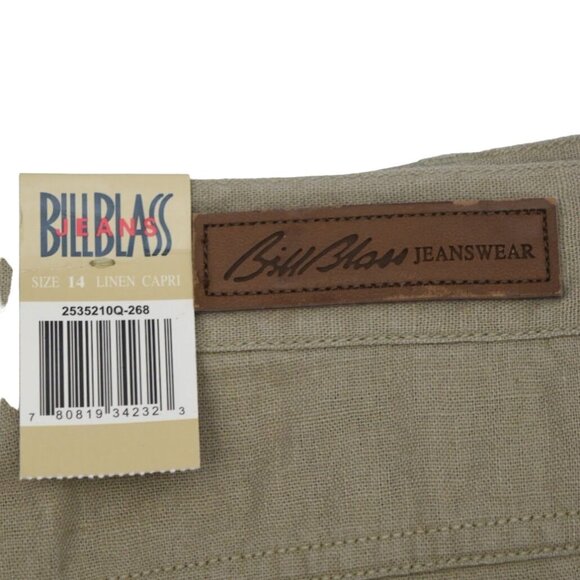 BILLBLASS
JEANS
SIZE 14 LINEN CAPRI
2535210Q-268
7 80819 34232 3
Bill Blass JEANSWEAR